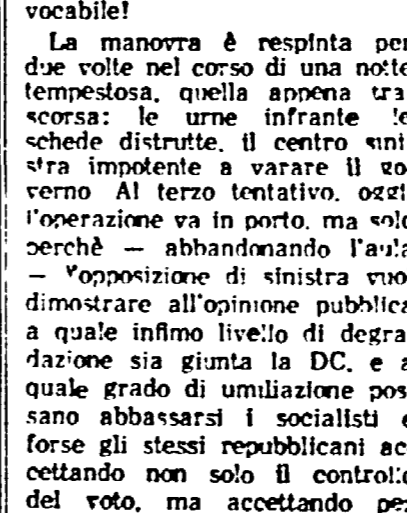 vocabile!
La manovra è respinta per
due volte nel corso di una notte
tempestosa, quella appena tra
scorsa: le urne infrante le
schede distrutte, il centro sini
stra impotente a varare il go
verno Al terzo tentativo, oggi
l'operazione va in porto, ma solo
perchè — abbandonando l'aula
— l'opposizione di sinistra vuol
dimostrare all'opinione pubblica
a quale infimo livello di degra
dazione sia giunta la DC, e a
quale grado di umiliazione pos
sano abbassarsi i socialisti e
forse gli stessi repubblicani ac
cettando non solo il controllo
del voto, ma accettando per